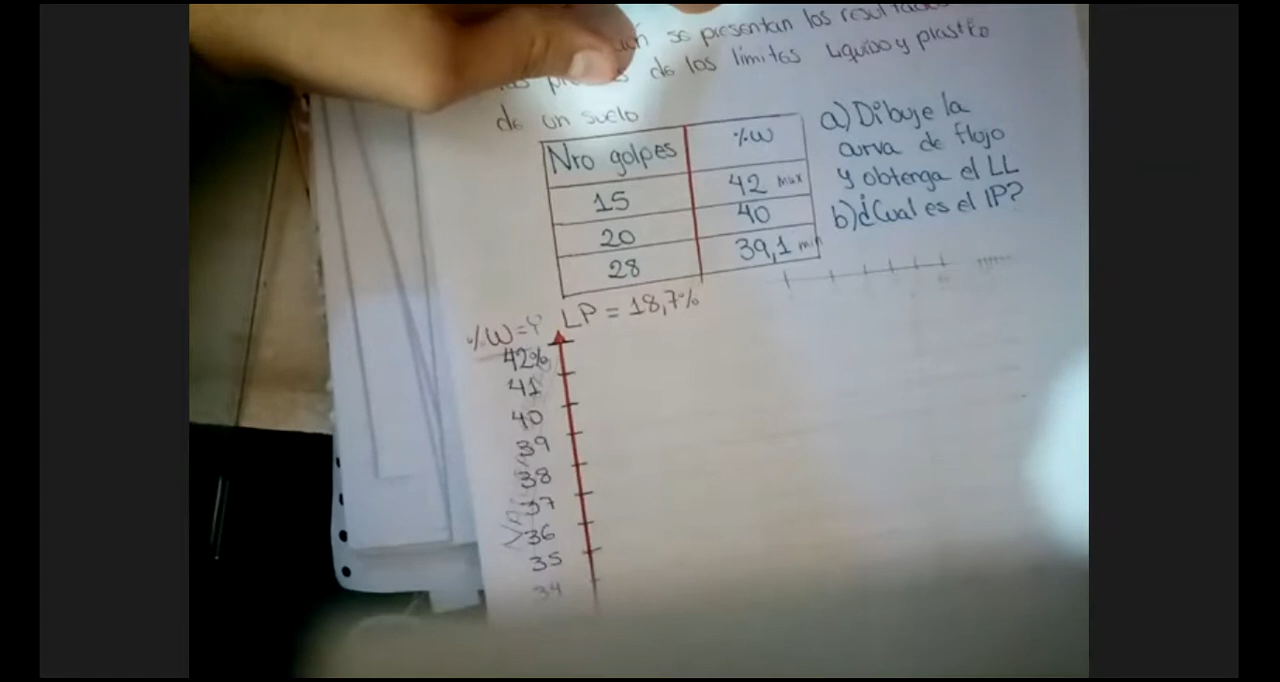 se presentan los resultados
de los límites Liquido y plastico
de un suelo
Nro golpes %W
15 42 max
20 40
28 39,1 min
LP = 18,7%
a) Dibuje la
curva de flujo
y obtenga el LL
b) ¿Cual es el IP?
%W=Y
42%
41
40
39
38
37
36
35
34